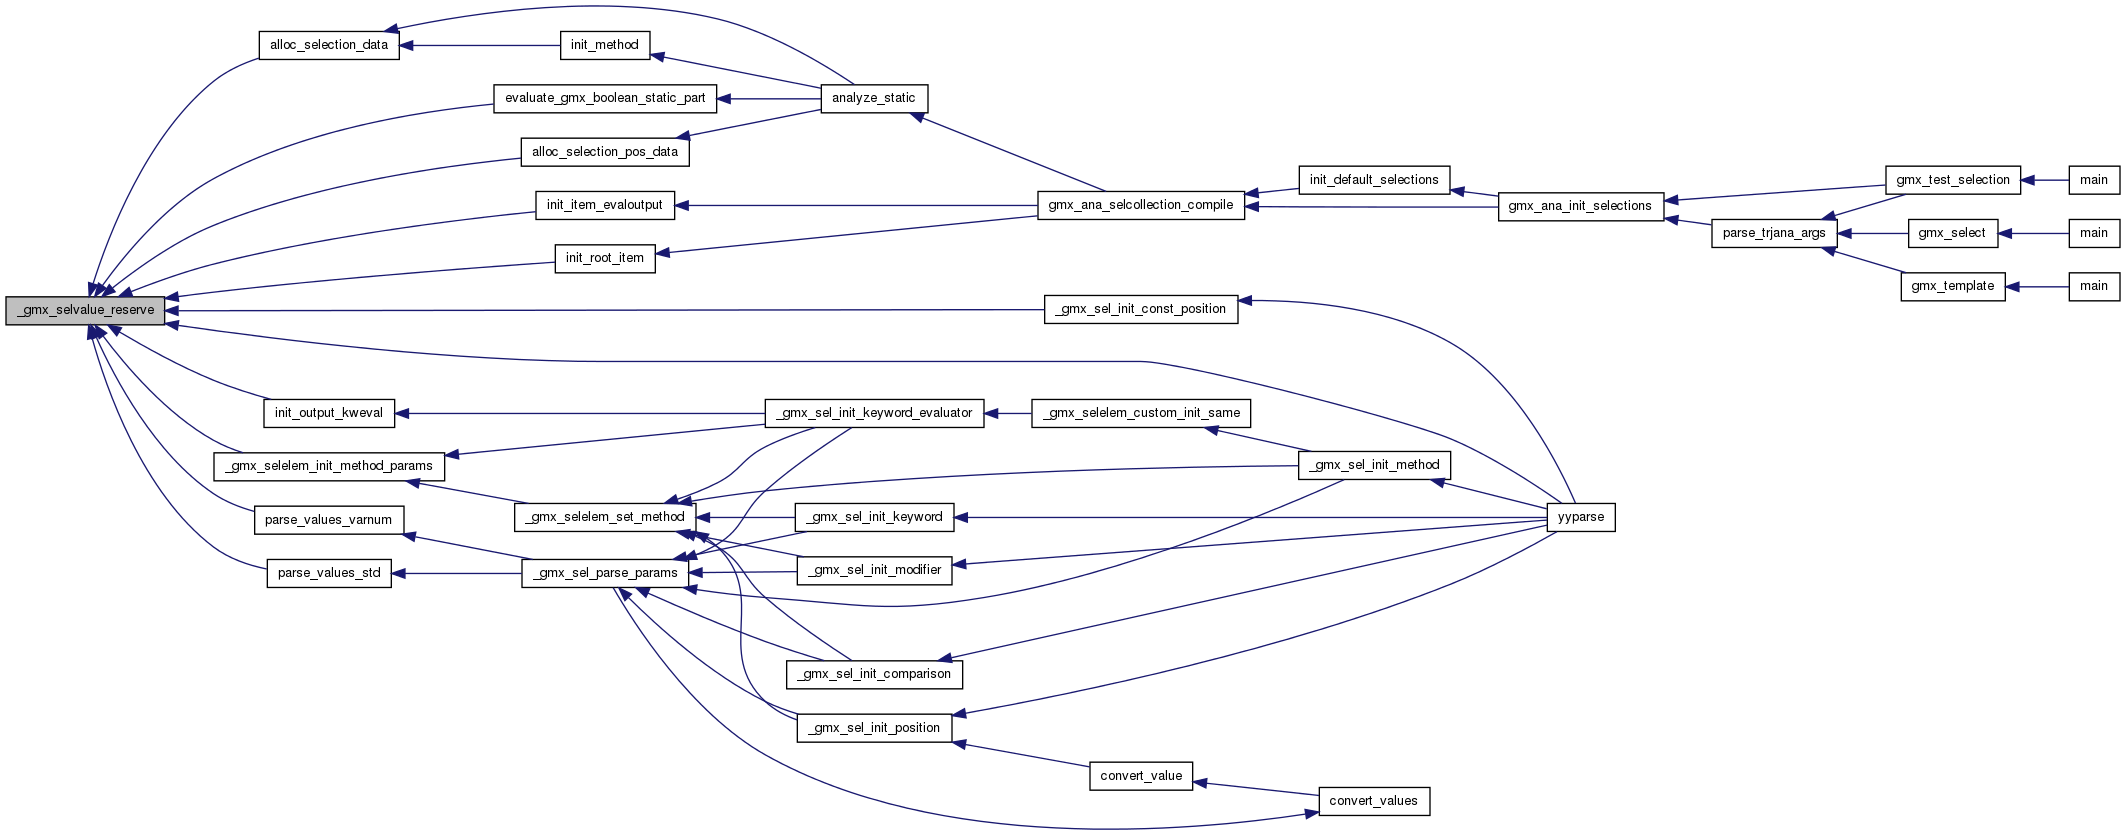 alloc_selection_data
init_method
evaluate_gmx_boolean_static_part
analyze_static
alloc_selection_pos_data
init_default_selections
gmx_test_selection
main
init_item_evaloutput
gmx_ana_selcollection_compile
gmx_ana_init_selections
parse_trjana_args
gmx_select
main
init_root_item
gmx_template
main
_gmx_selvalue_reserve
_gmx_sel_init_const_position
init_output_kweval
_gmx_sel_init_keyword_evaluator
_gmx_selelem_custom_init_same
_gmx_selelem_init_method_params
_gmx_sel_init_method
parse_values_varnum
_gmx_selelem_set_method
_gmx_sel_init_keyword
yyparse
parse_values_std
_gmx_sel_parse_params
_gmx_sel_init_modifier
_gmx_sel_init_comparison
_gmx_sel_init_position
convert_value
convert_values